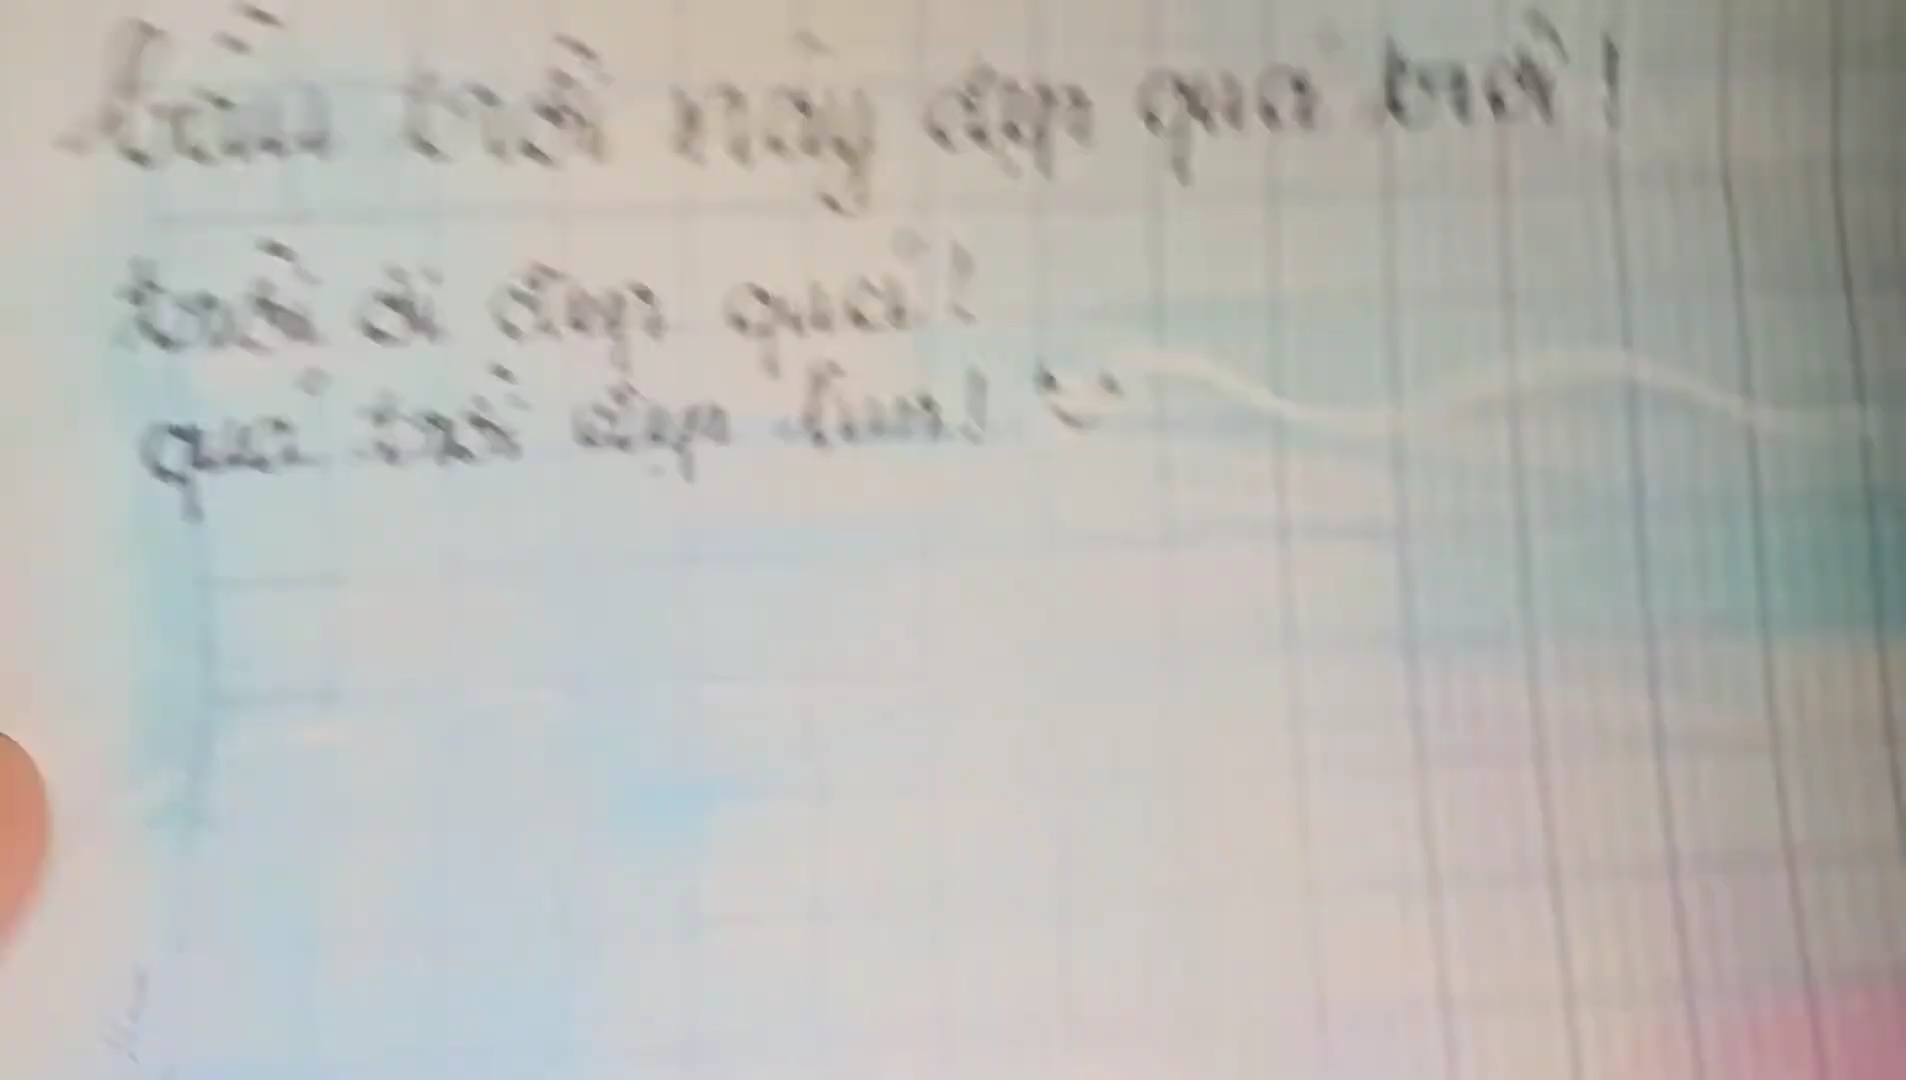 bầu trời này đẹp quá trời!
trời ơi đẹp quá!
quá trời đẹp luôn!